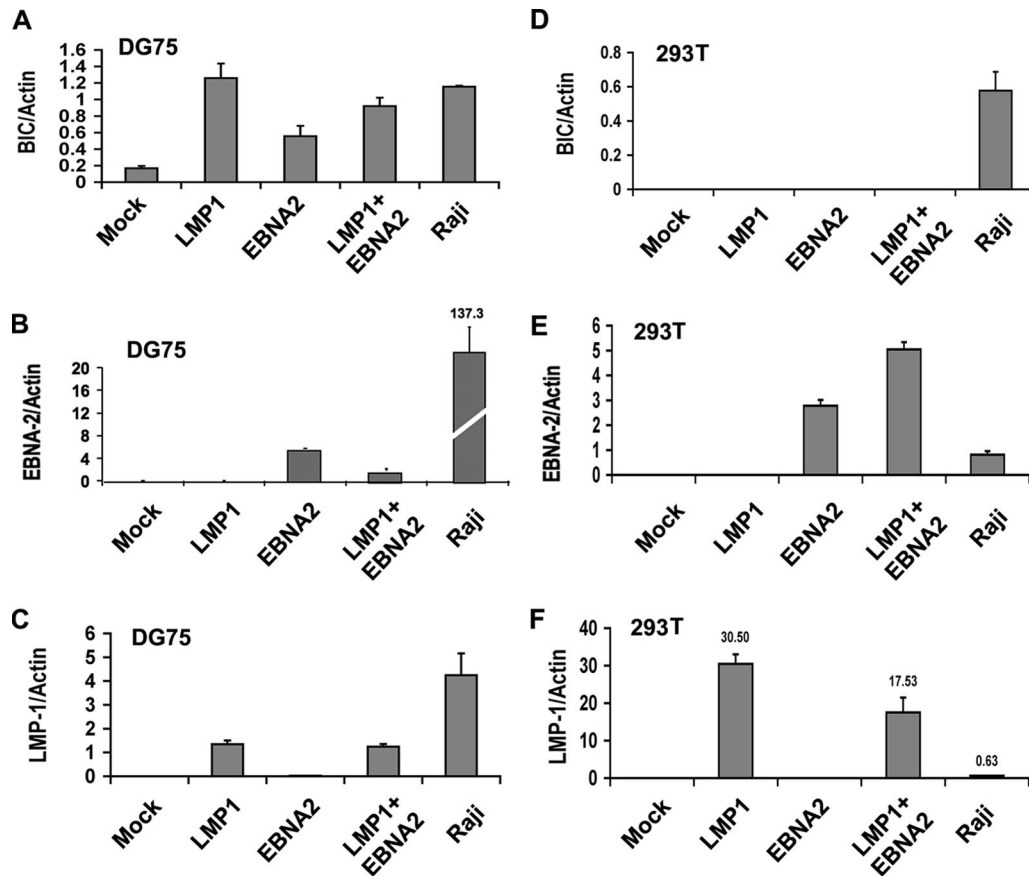 A
DG75
BIC/Actin
1.6
1.4
1.2
1
0.8
0.6
0.4
0.2
0
Mock
LMP1
EBNA2
LMP1+
EBNA2
Raji
D
293T
BIC/Actin
0.8
0.6
0.4
0.2
0
Mock
LMP1
EBNA2
LMP1+
EBNA2
Raji
B
DG75
EBNA-2/Actin
137.3
20
16
12
8
4
0
Mock
LMP1
EBNA2
LMP1+
EBNA2
Raji
E
293T
EBNA-2/Actin
6
5
4
3
2
1
0
Mock
LMP1
EBNA2
LMP1+
EBNA2
Raji
C
DG75
LMP-1/Actin
6
5
4
3
2
1
0
Mock
LMP1
EBNA2
LMP1+
EBNA2
Raji
F
293T
LMP-1/Actin
40
30
20
10
0
30.50
17.53
0.63
Mock
LMP1
EBNA2
LMP1+
EBNA2
Raji